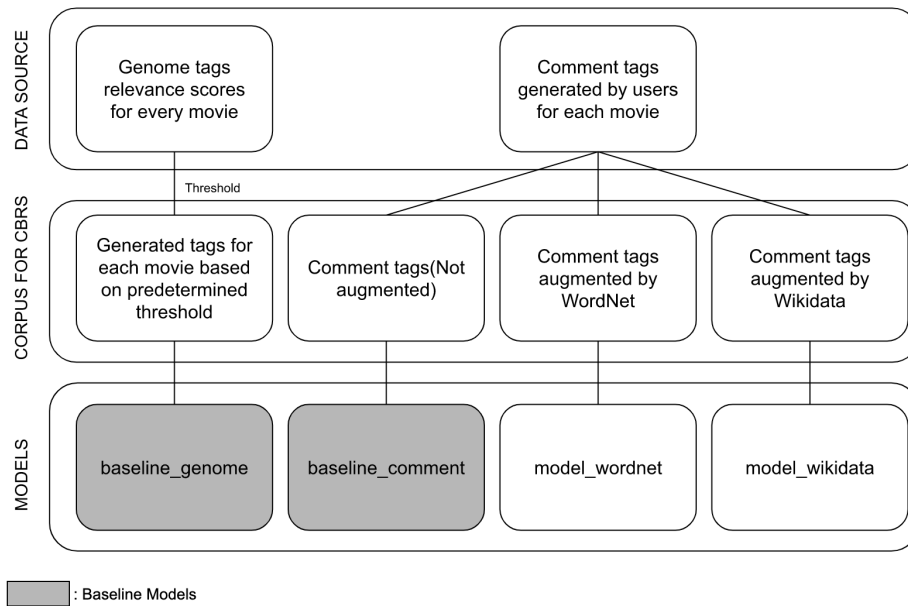 DATA SOURCE
Genome tags
relevance scores
for every movie
Comment tags
generated by users
for each movie
Threshold
CORPUS FOR CBRS
Generated tags for
each movie based
on predetermined
threshold
Comment tags(Not
augmented)
Comment tags
augmented by
WordNet
Comment tags
augmented by
Wikidata
MODELS
baseline_genome
baseline_comment
model_wordnet
model_wikidata
: Baseline Models